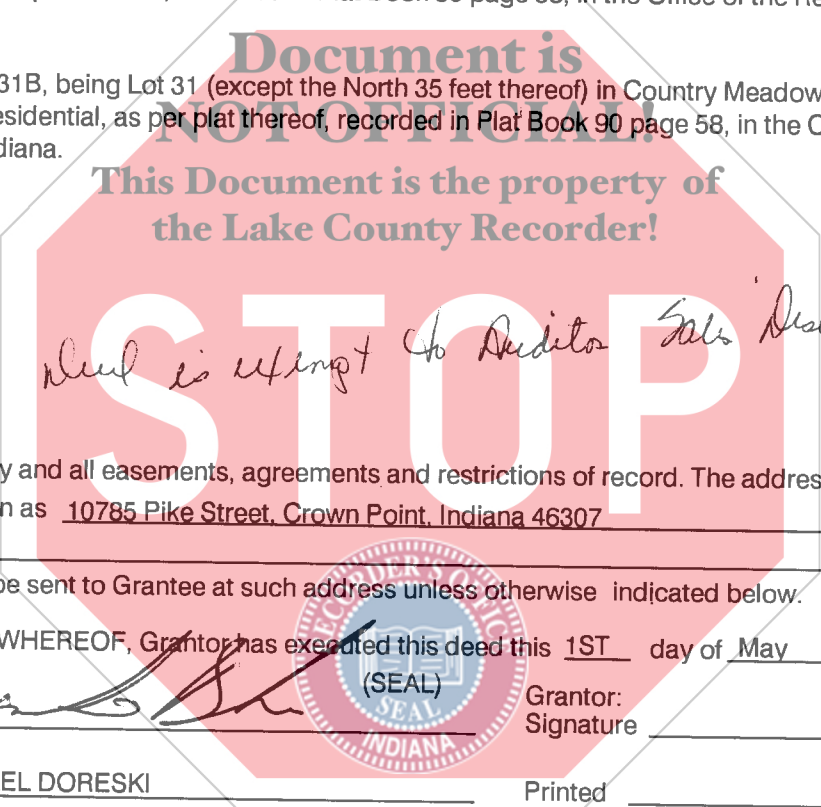 Document is
31B, being Lot 31 (except the North 35 feet thereof) in Country Meadow
esidential, as per plat thereof, recorded in Plat Book 90 page 58, in the O
NOT OFFICIAL!
diana.
This Document is the property of
the Lake County Recorder!
STOP
Deed is exempt to Auditor Sales
y and all easements, agreements and restrictions of record. The addres
n as 10785 Pike Street, Crown Point, Indiana 46307
be sent to Grantee at such address unless otherwise indicated below.
WHEREOF, Grantor has executed this deed this 1ST day of May
(SEAL)
Grantor:
Signature
EL DORESKI
Printed
RECORDER'S OFFICE
SEAL
INDIANA